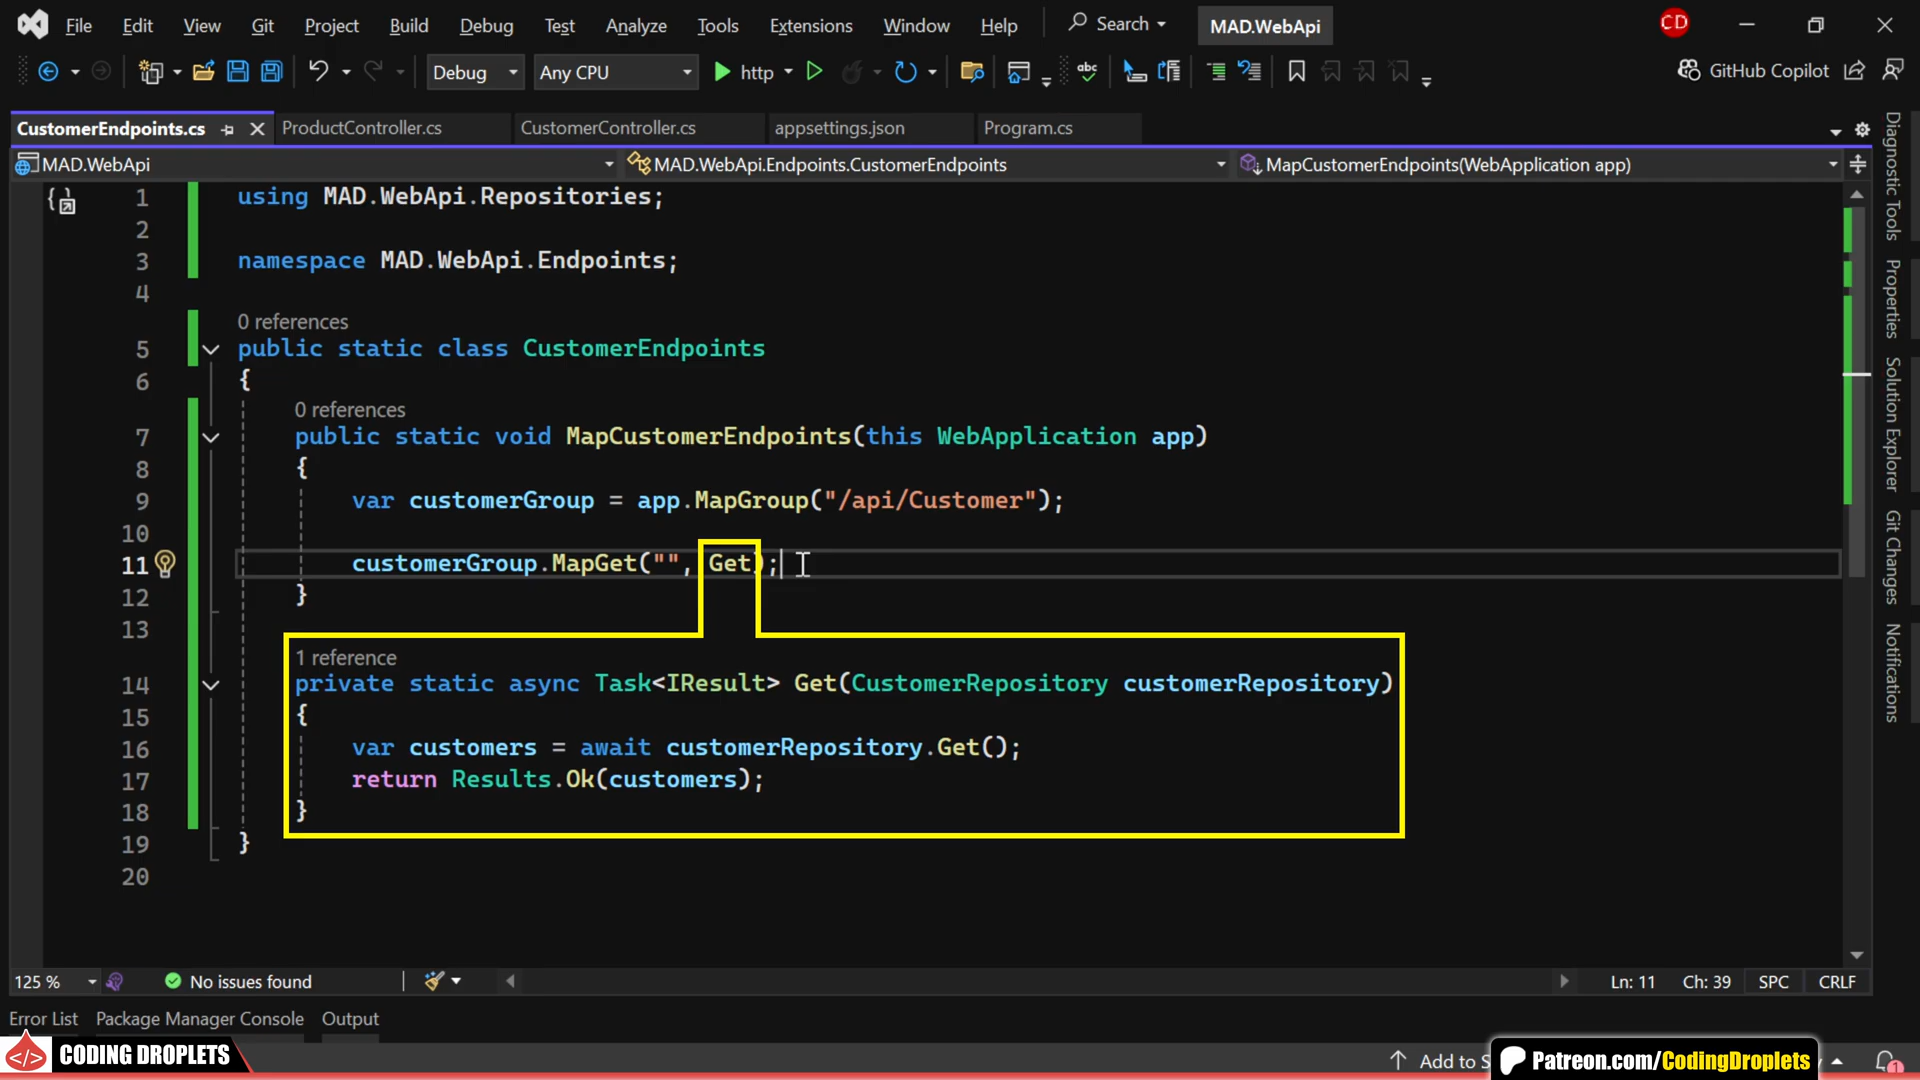 File Edit View Git Project Build Debug Test Analyze Tools Extensions Window Help Search MAD.WebApi CD
Debug Any CPU http abc GitHub Copilot
CustomerEndpoints.cs ProductController.cs CustomerController.cs appsettings.json Program.cs
MAD.WebApi MAD.WebApi.Endpoints.CustomerEndpoints MapCustomerEndpoints(WebApplication app)
1 using MAD.WebApi.Repositories;
2
3 namespace MAD.WebApi.Endpoints;
4
0 references
5 public static class CustomerEndpoints
6 {
0 references
7 public static void MapCustomerEndpoints(this WebApplication app)
8 {
9 var customerGroup = app.MapGroup("/api/Customer");
10
11 customerGroup.MapGet("", Get);
12 }
13
1 reference
14 private static async Task<IResult> Get(CustomerRepository customerRepository)
15 {
16 var customers = await customerRepository.Get();
17 return Results.Ok(customers);
18 }
19 }
20
Diagnostic Tools
Properties
Solution Explorer
Git Changes
Notifications
125 % No issues found Ln: 11 Ch: 39 SPC CRLF
Error List Package Manager Console Output
</> CODING DROPLETS
Add to S
Patreon.com/CodingDroplets
1